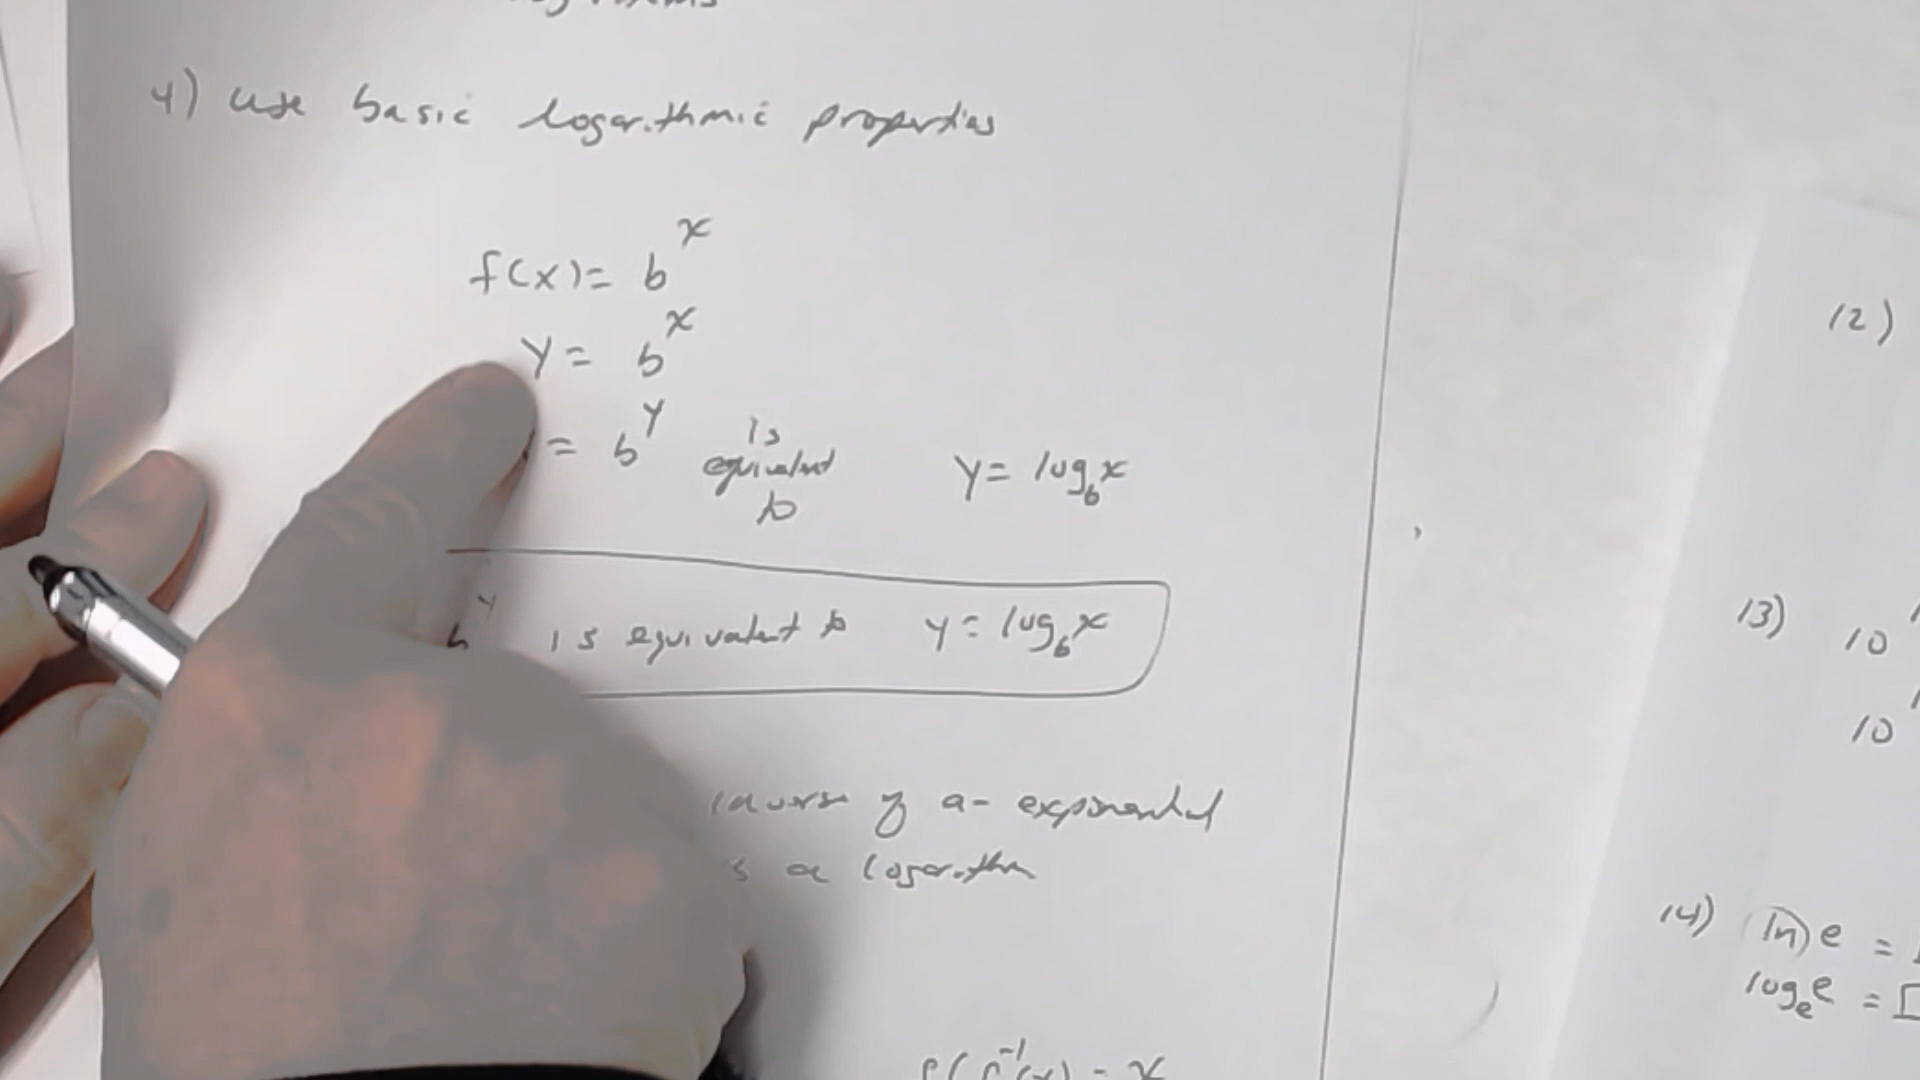 4) use basic logarithmic properties
f(x) = b^x
y = b^x
= b^y is equivalent to y = log_b x
b^y is equivalent to y = log_b x
inverse of an exponential
is a logarithm
f(f^-1(x)) = x
12)
13) 10
10
14) ln e =
log_e e =